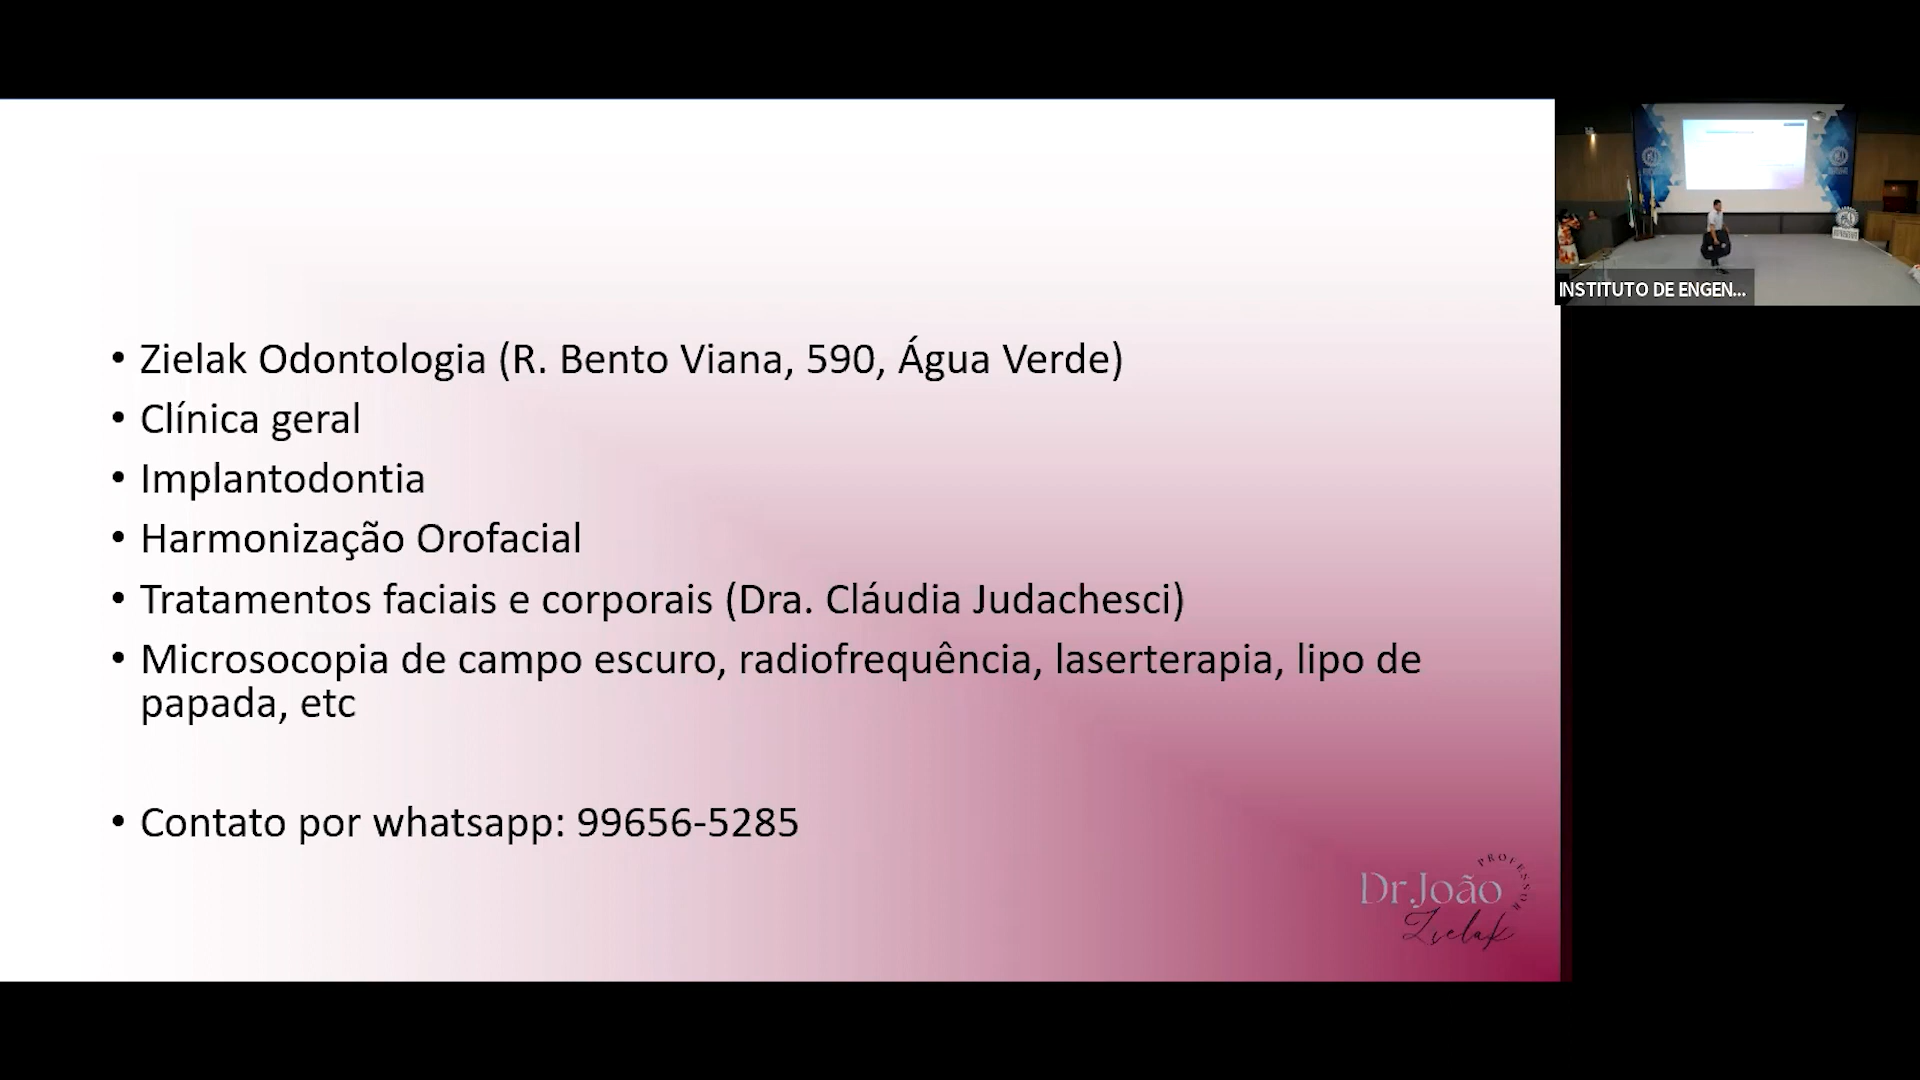 • Zielak Odontologia (R. Bento Viana, 590, Água Verde)
• Clínica geral
• Implantodontia
• Harmonização Orofacial
• Tratamentos faciais e corporais (Dra. Cláudia Judachesci)
• Microsocopia de campo escuro, radiofrequência, laserterapia, lipo de
papada, etc
• Contato por whatsapp: 99656-5285
PROFESSOR
Dr.João
Zielak
INSTITUTO DE ENGEN...